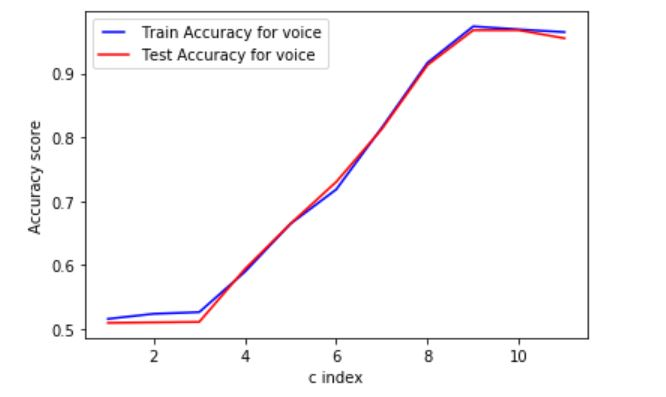 Train Accuracy for voice
Test Accuracy for voice
0.9
0.8
0.7
0.6
0.5
Accuracy score
2 4 6 8 10
c index